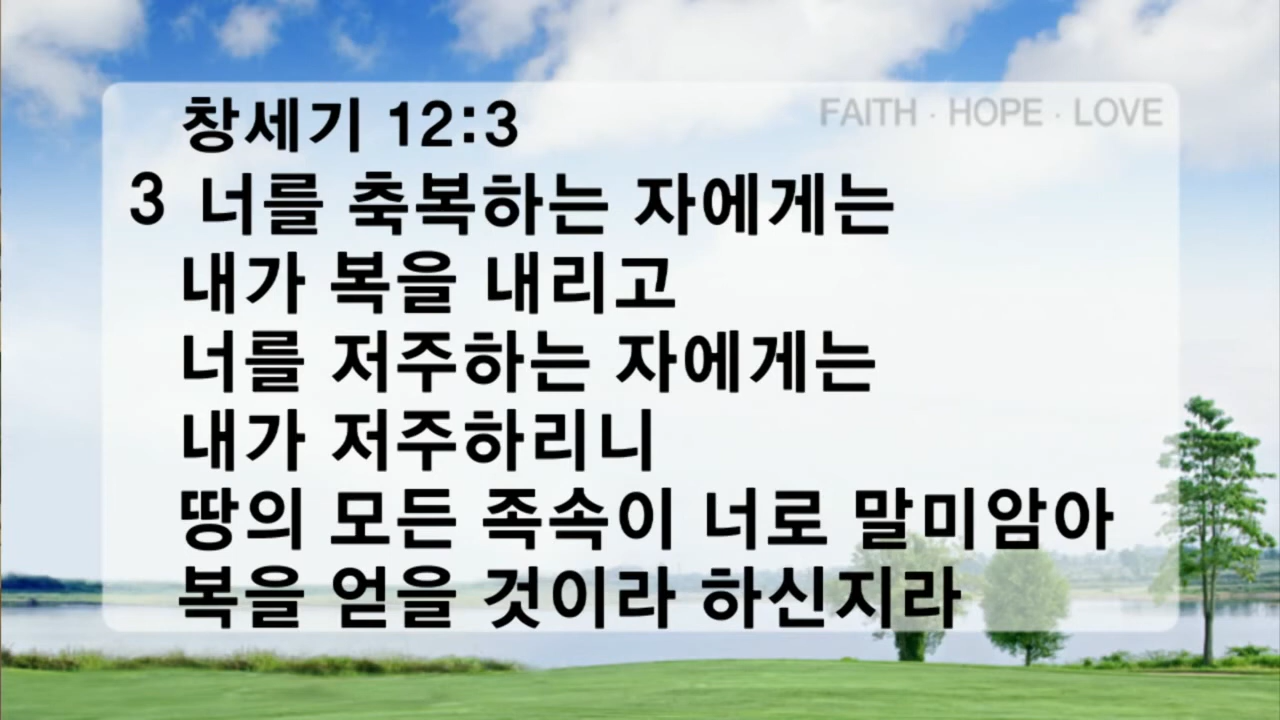 창세기 12:3
FAITH · HOPE · LOVE
3 너를 축복하는 자에게는
내가 복을 내리고
너를 저주하는 자에게는
내가 저주하리니
땅의 모든 족속이 너로 말미암아
복을 얻을 것이라 하신지라